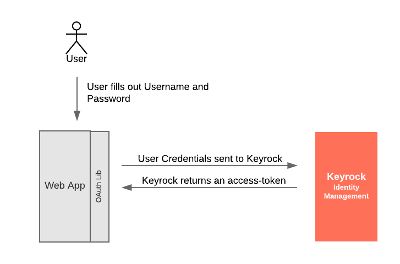 User
User fills out Username and
Password
Web App
OAuth Lib
User Credentials sent to Keyrock
Keyrock returns an access-token
Keyrock
Identity
Management